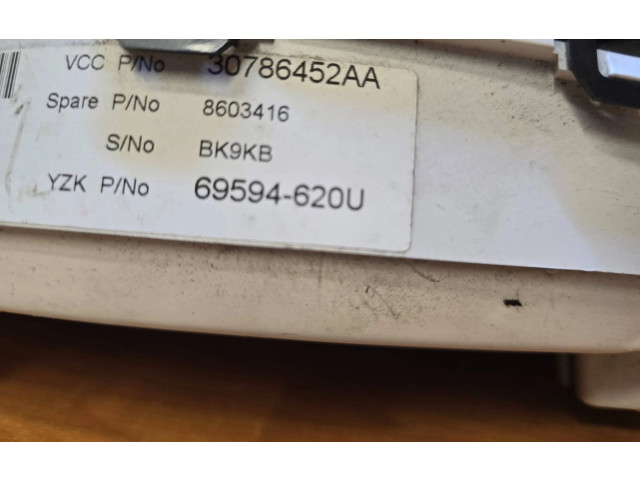 VCC P/No 30786452AA
Spare P/No 8603416
S/No BK9KB
YZK P/No 69594-620U